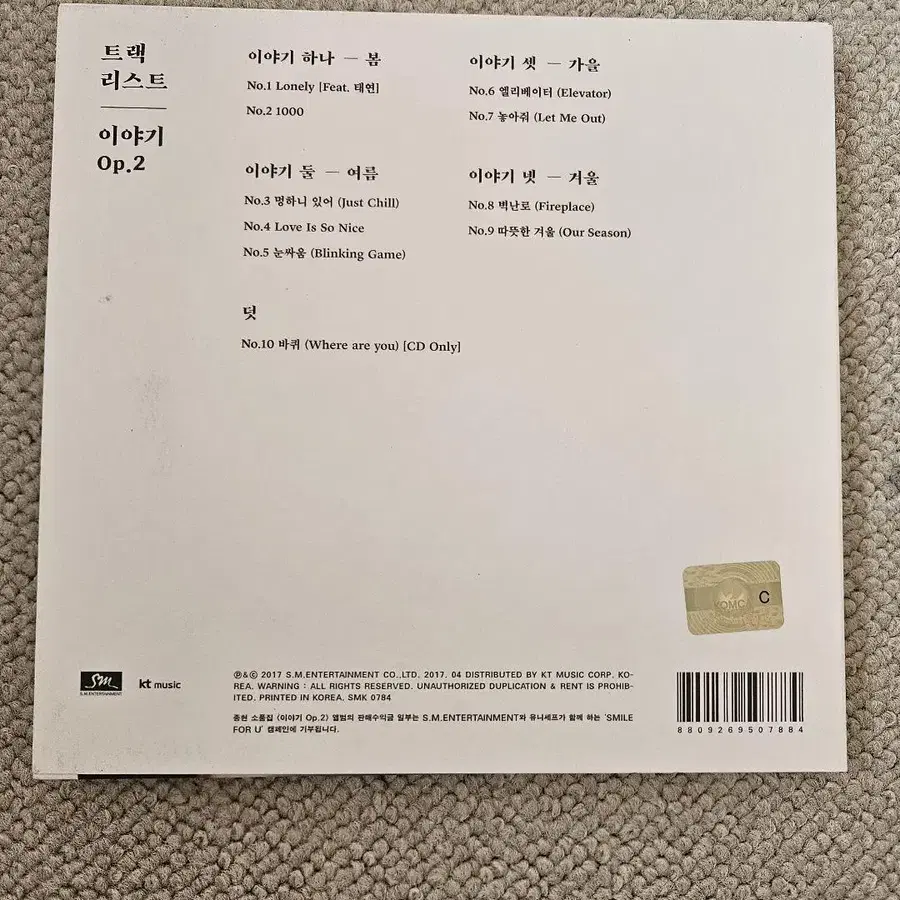 트랙
리스트
이야기
Op.2
이야기 하나 — 봄
No.1 Lonely [Feat. 태연]
No.2 1000
이야기 둘 — 여름
No.3 멍하니 있어 (Just Chill)
No.4 Love Is So Nice
No.5 눈싸움 (Blinking Game)
이야기 셋 — 가을
No.6 엘리베이터 (Elevator)
No.7 놓아줘 (Let Me Out)
이야기 넷 — 겨울
No.8 벽난로 (Fireplace)
No.9 따뜻한 겨울 (Our Season)
덧
No.10 바퀴 (Where are you) [CD Only]
KOMCA
C
SM
S.M.ENTERTAINMENT
kt music
℗&© 2017 S.M.ENTERTAINMENT CO.,LTD. 2017. 04 DISTRIBUTED BY KT MUSIC CORP. KO-
REA. WARNING : ALL RIGHTS RESERVED. UNAUTHORIZED DUPLICATION & RENT IS PROHIB-
ITED. PRINTED IN KOREA. SMK 0784
종현 소품집 〈이야기 Op.2〉 앨범의 판매수익금 일부는 S.M.ENTERTAINMENT와 유니세프가 함께 하는 'SMILE
FOR U' 캠페인에 기부됩니다.
8809269507884